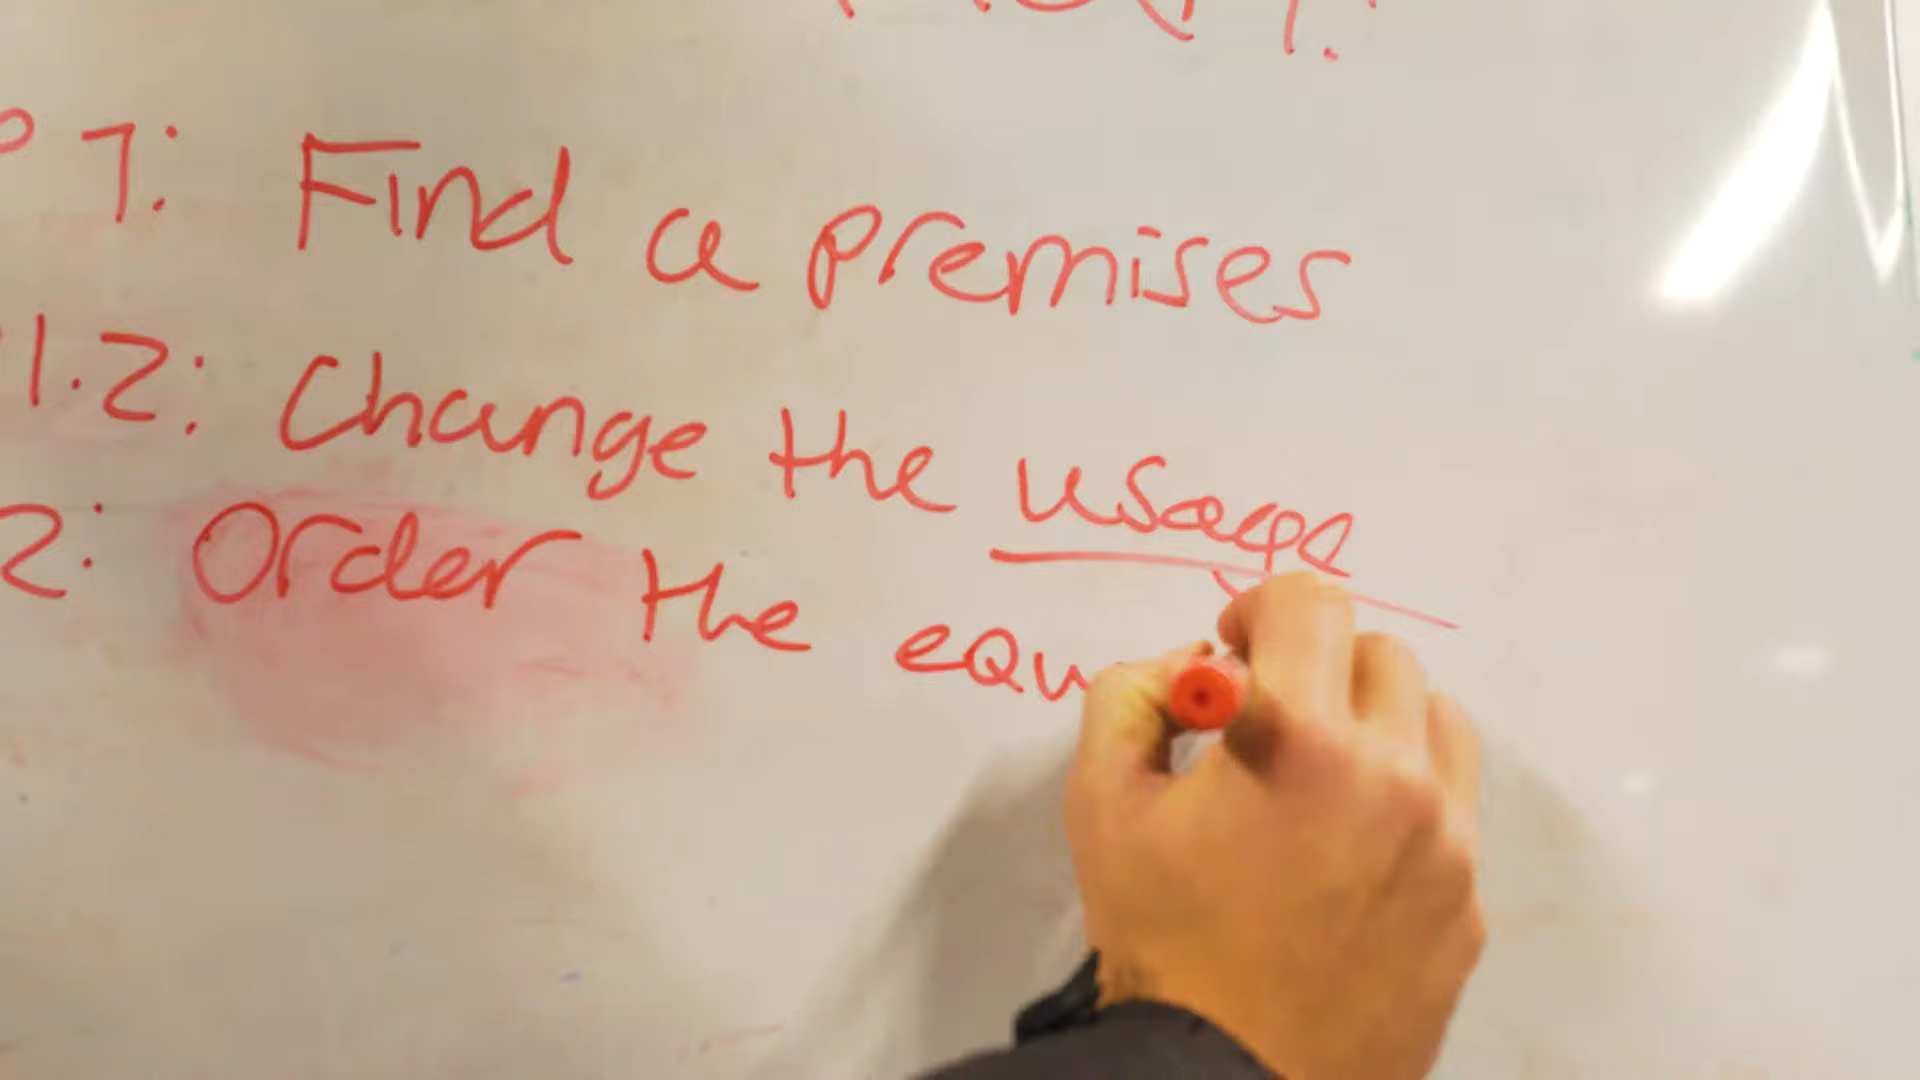 P 1: Find a premises
1.2: Change the usage
2: Order the equ